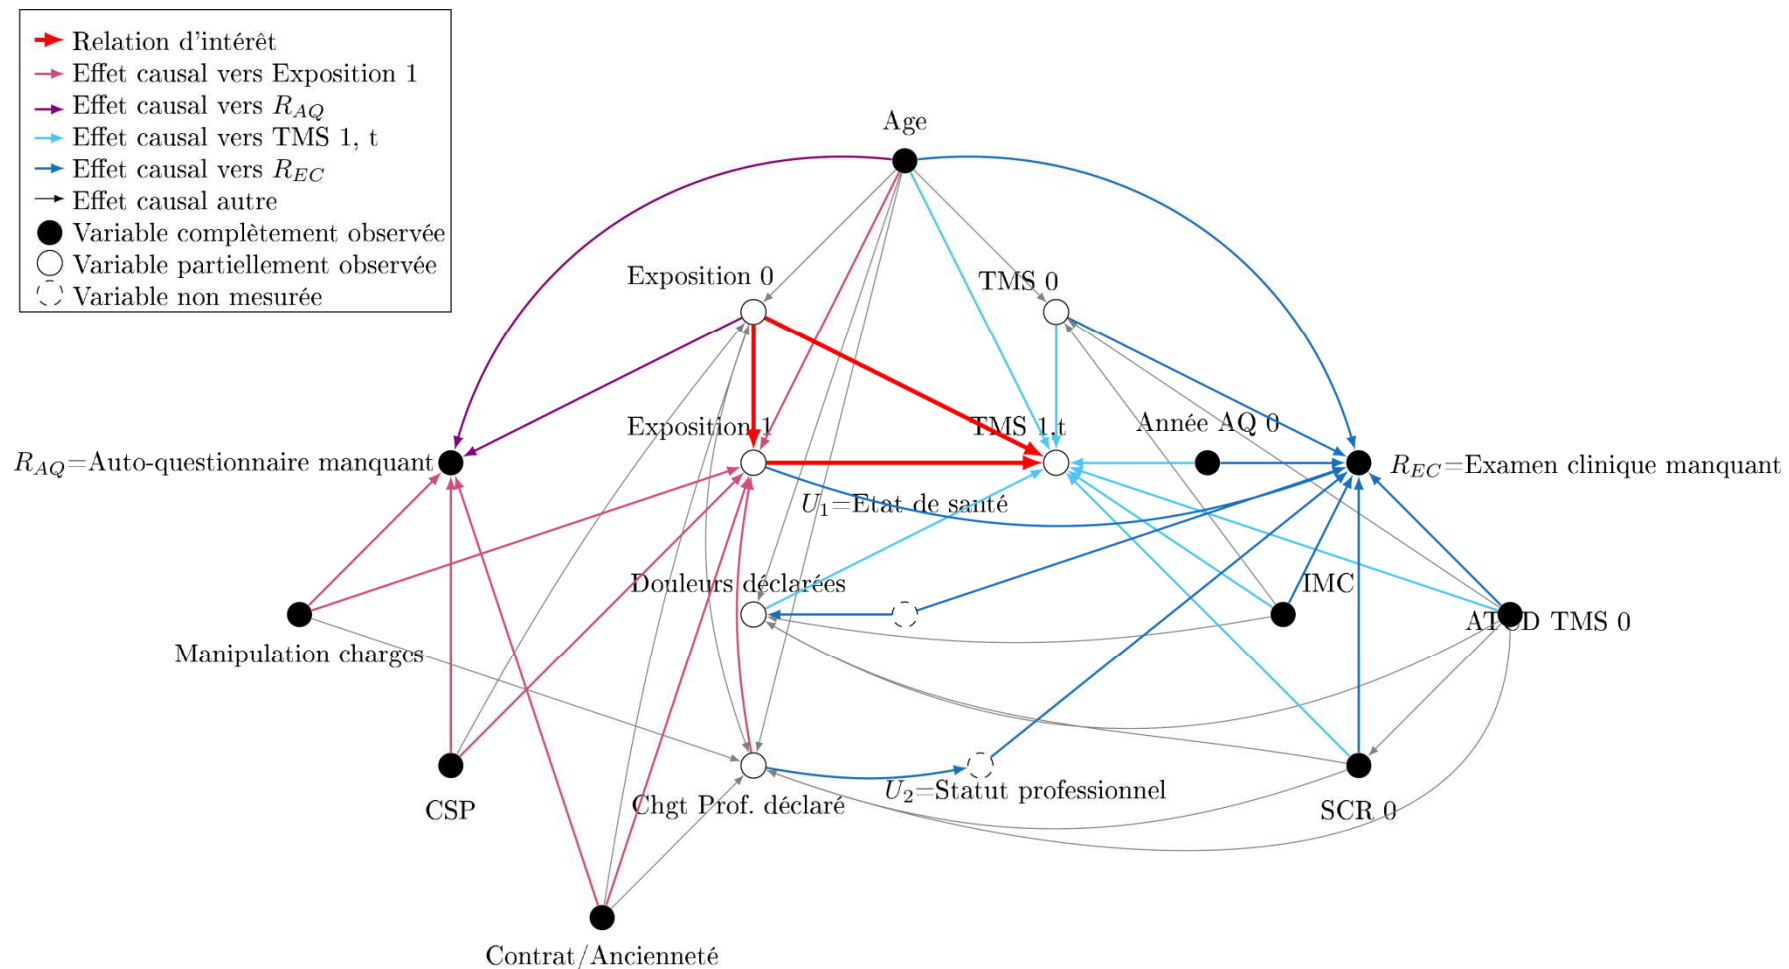 Relation d'intérêt
Effet causal vers Exposition 1
Effet causal vers R_AQ
Effet causal vers TMS 1, t
Effet causal vers R_EC
Effet causal autre
Variable complètement observée
Variable partiellement observée
Variable non mesurée
Age
Exposition 0
TMS 0
Exposition 1
TMS 1,t
Année AQ 0
R_AQ=Auto-questionnaire manquant
R_EC=Examen clinique manquant
U_1=Etat de santé
Douleurs déclarées
IMC
ATCD TMS 0
Manipulation charges
CSP
Chgt Prof. déclaré
U_2=Statut professionnel
SCR 0
Contrat/Ancienneté